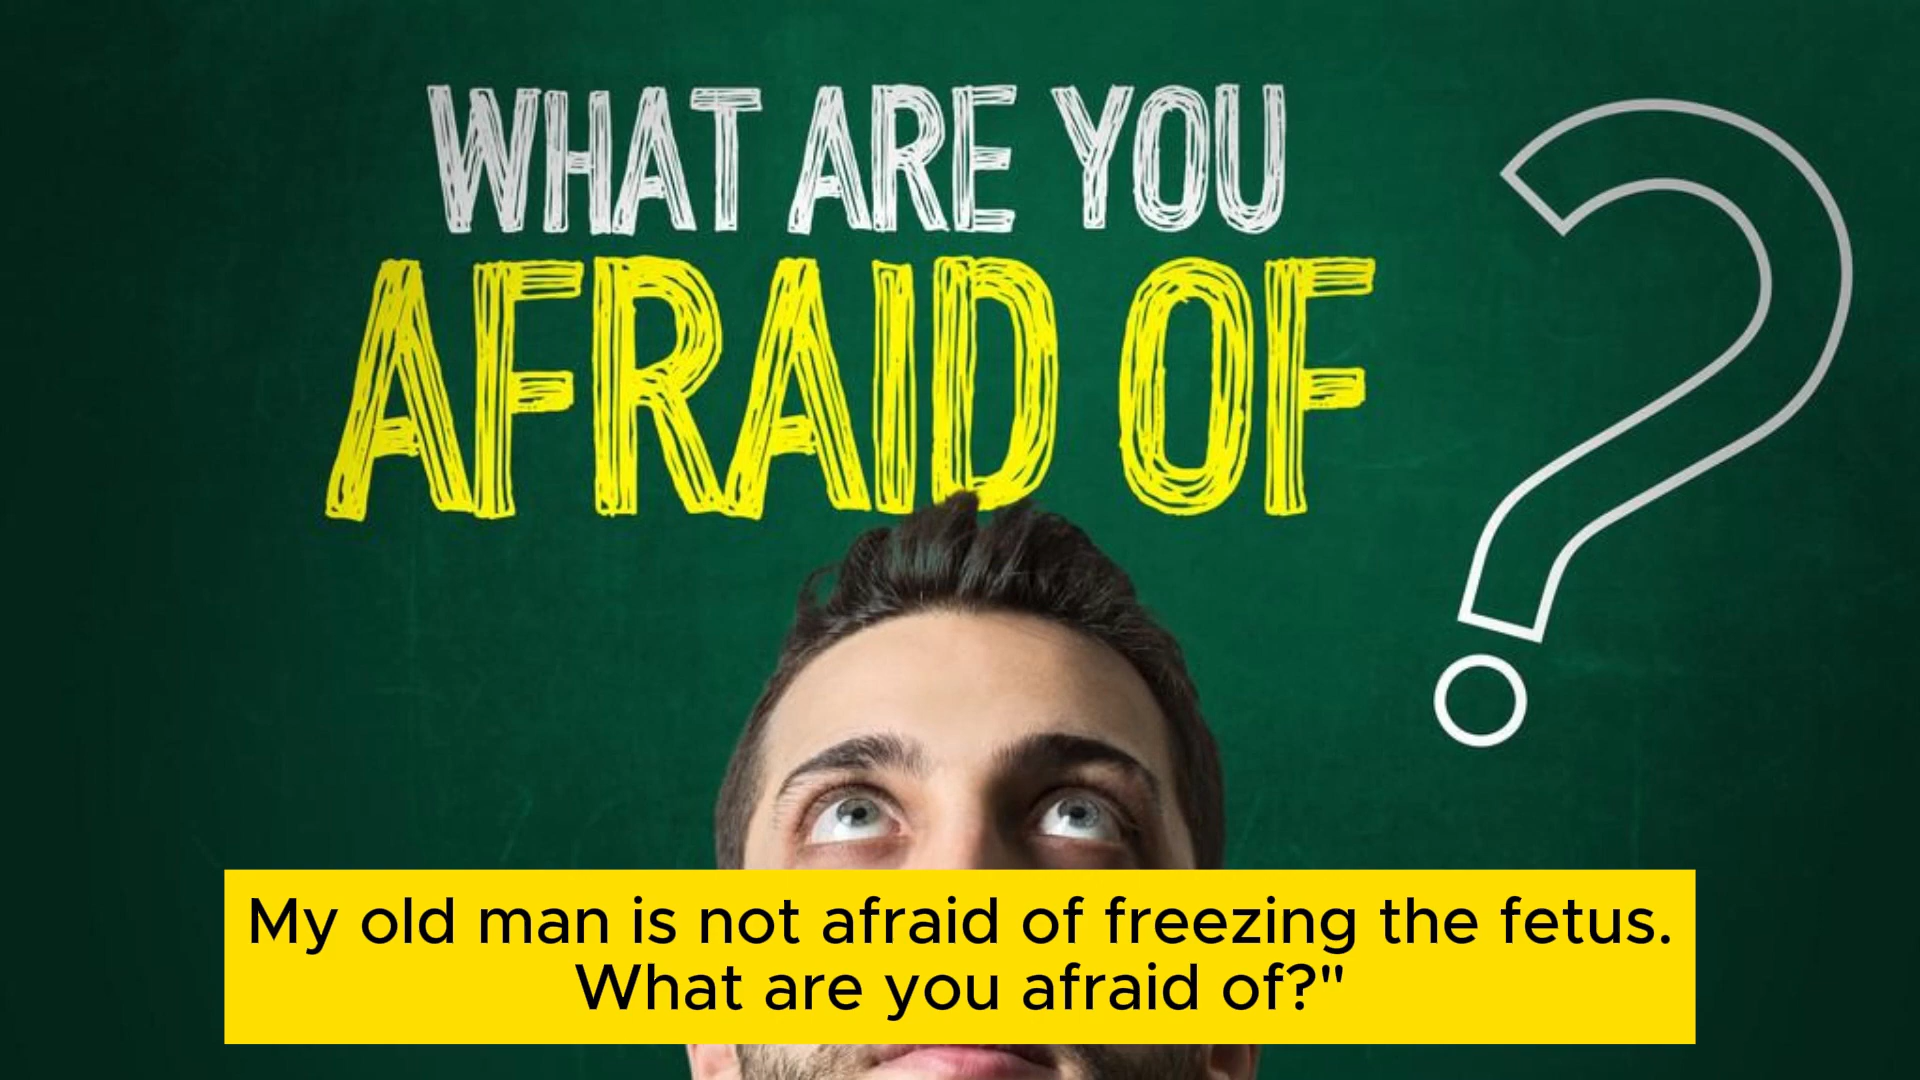 WHAT ARE YOU
AFRAID OF
?
My old man is not afraid of freezing the fetus.
What are you afraid of?"